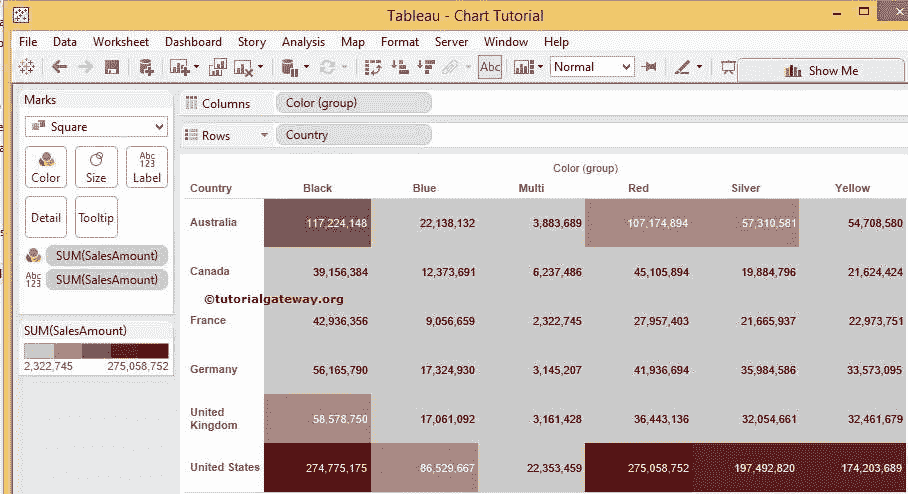 Tableau - Chart Tutorial
File Data Worksheet Dashboard Story Analysis Map Format Server Window Help
Abc Normal Show Me
Marks
Square
Color Size Abc 123 Label
Detail Tooltip
SUM(SalesAmount)
Abc 123 SUM(SalesAmount)
SUM(SalesAmount)
2,322,745 275,058,752
Columns Color (group)
Rows Country
Color (group)
Country Black Blue Multi Red Silver Yellow
Australia 117,224,148 22,138,132 3,883,689 107,174,894 57,310,581 54,708,580
Canada 39,156,384 12,373,691 6,237,486 45,105,894 19,884,796 21,624,424
©tutorialgateway.org
France 42,936,356 9,056,659 2,322,745 27,957,403 21,665,937 22,973,751
Germany 56,165,790 17,324,930 3,145,207 41,936,694 35,984,586 33,573,095
United
Kingdom 58,578,750 17,061,092 3,161,428 36,443,136 32,054,661 32,461,679
United States 274,775,175 86,529,667 22,353,459 275,058,752 197,492,820 174,203,689